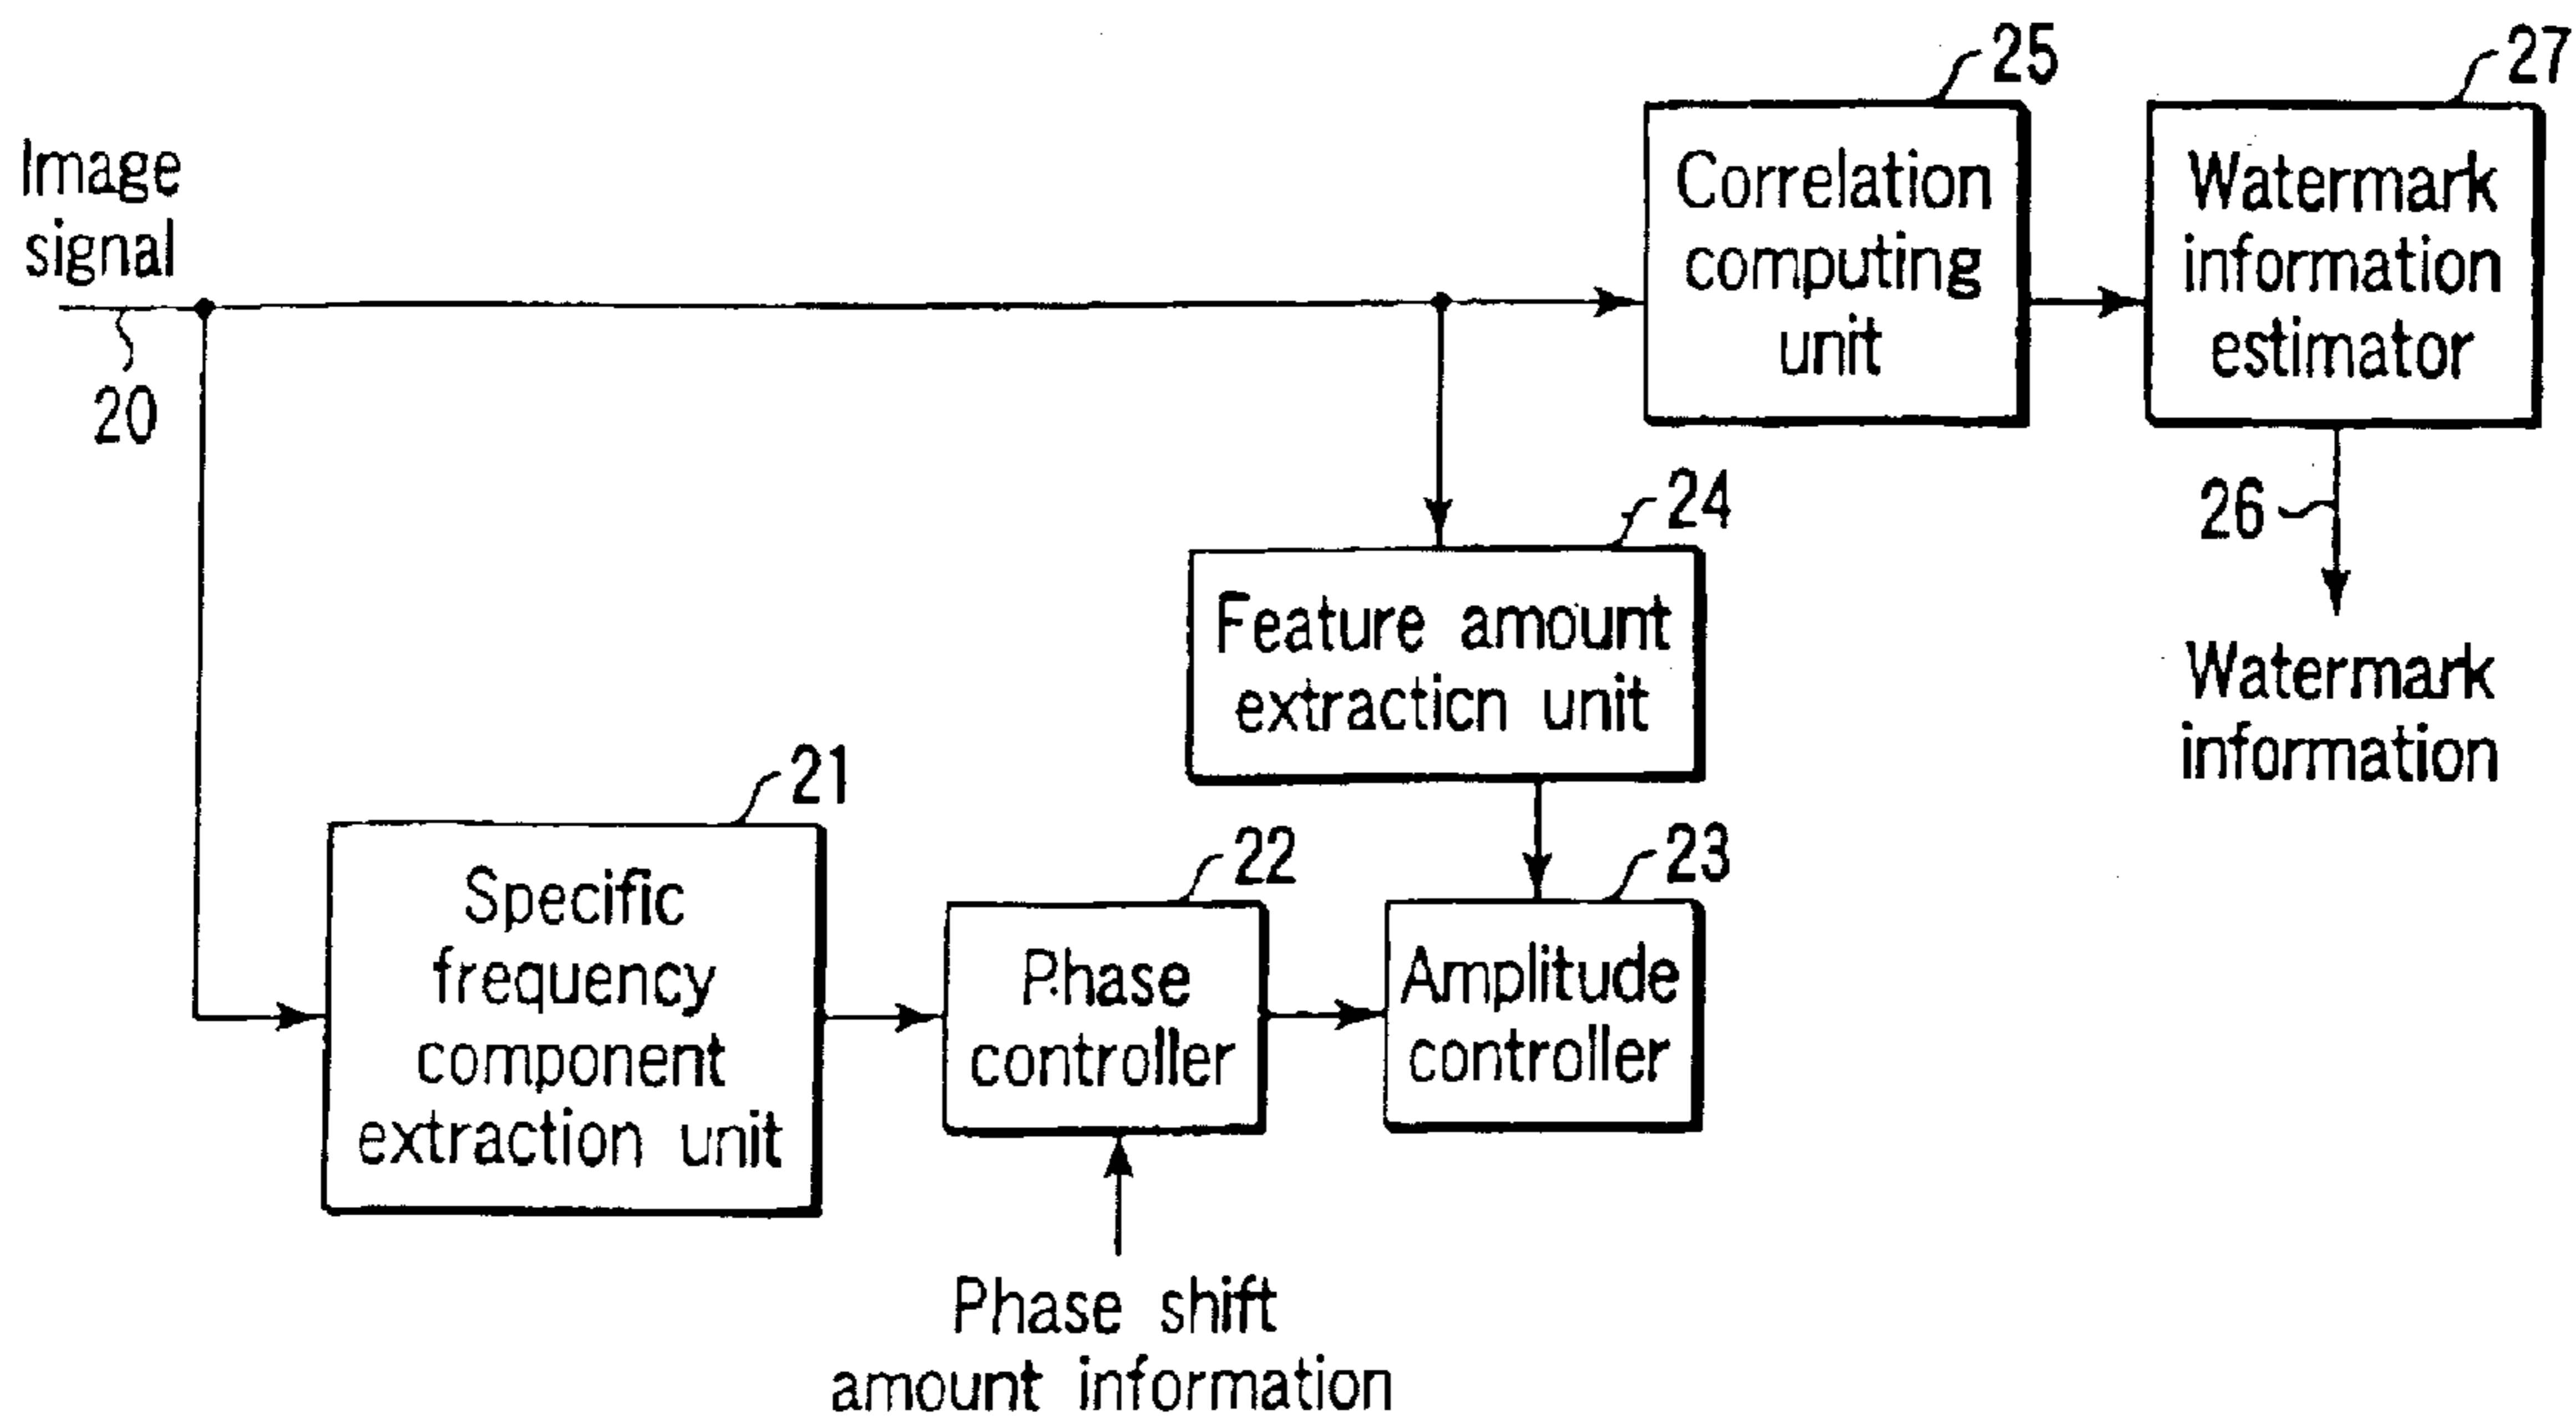 25
27
Image
signal
Correlation
computing
unit
Watermark
information
estimator
20
24
26
Feature amount
extracticn unit
Watermark
information
21
22
23
Specific
frequency
component
extraction unit
Phase
controller
Amplitude
controller
Phase shift
amount information